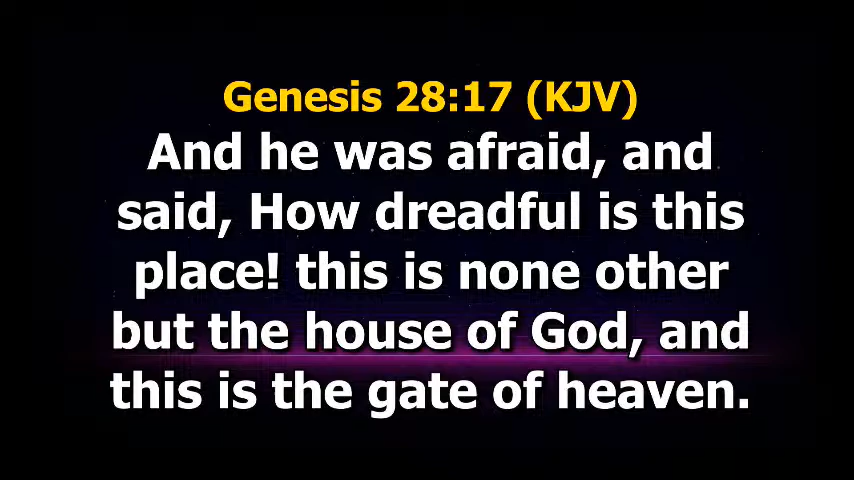 Genesis 28:17 (KJV)
And he was afraid, and
said, How dreadful is this
place! this is none other
but the house of God, and
this is the gate of heaven.